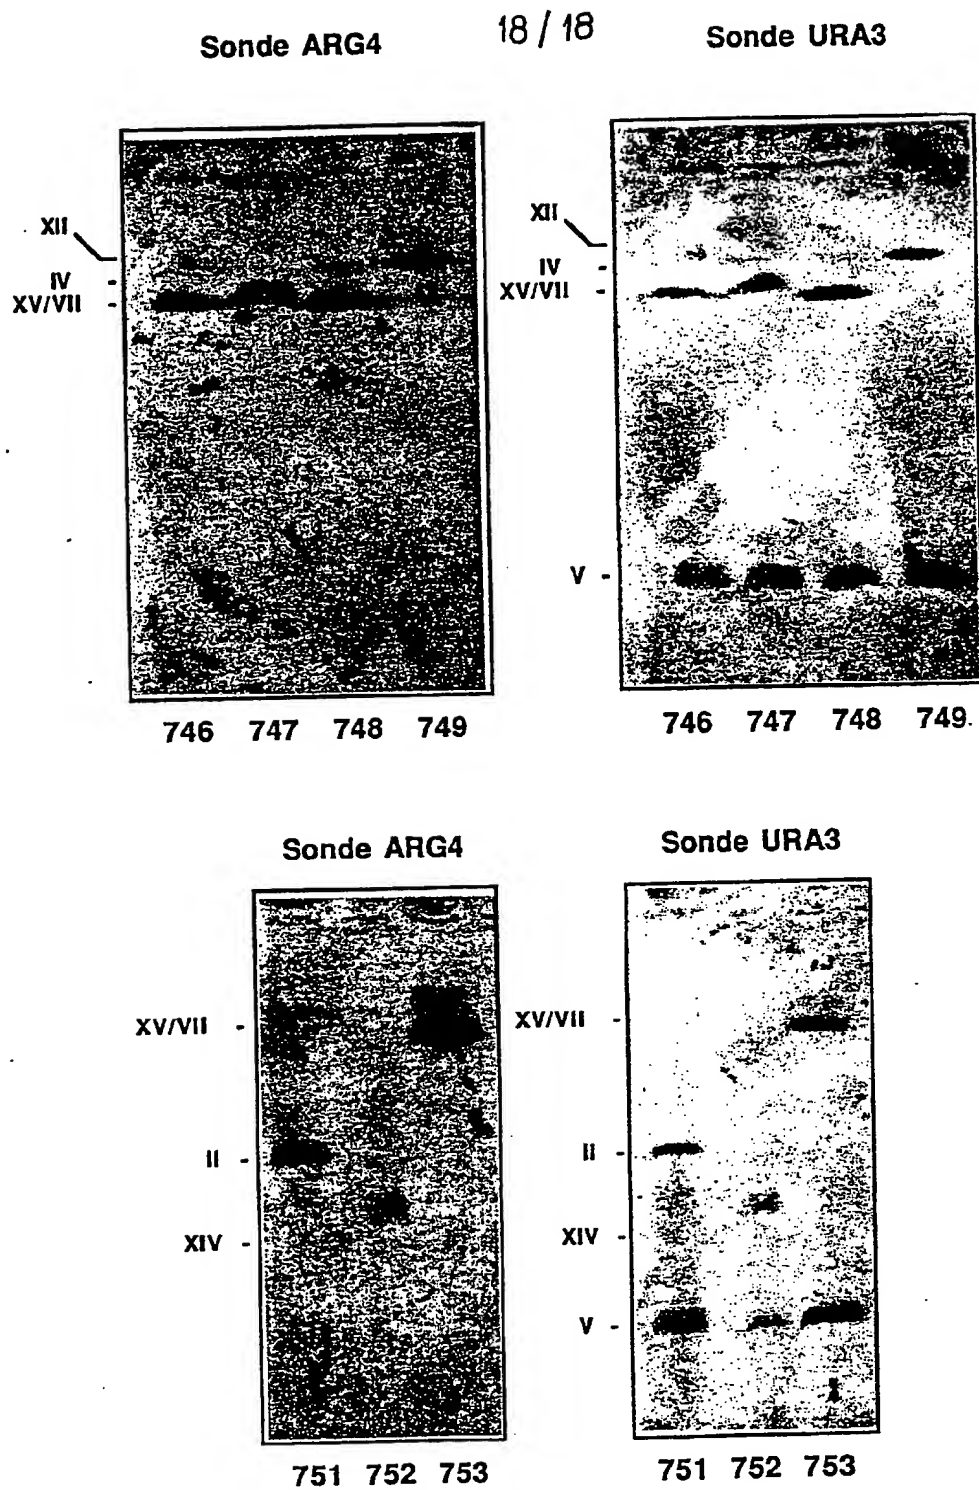 18 / 18
Sonde ARG4
Sonde URA3
XII
IV
XV/VII
XII
IV
XV/VII
V
746 747 748 749
746 747 748 749
Sonde ARG4
Sonde URA3
XV/VII
II
XIV
XV/VII
II
XIV
V
751 752 753
751 752 753